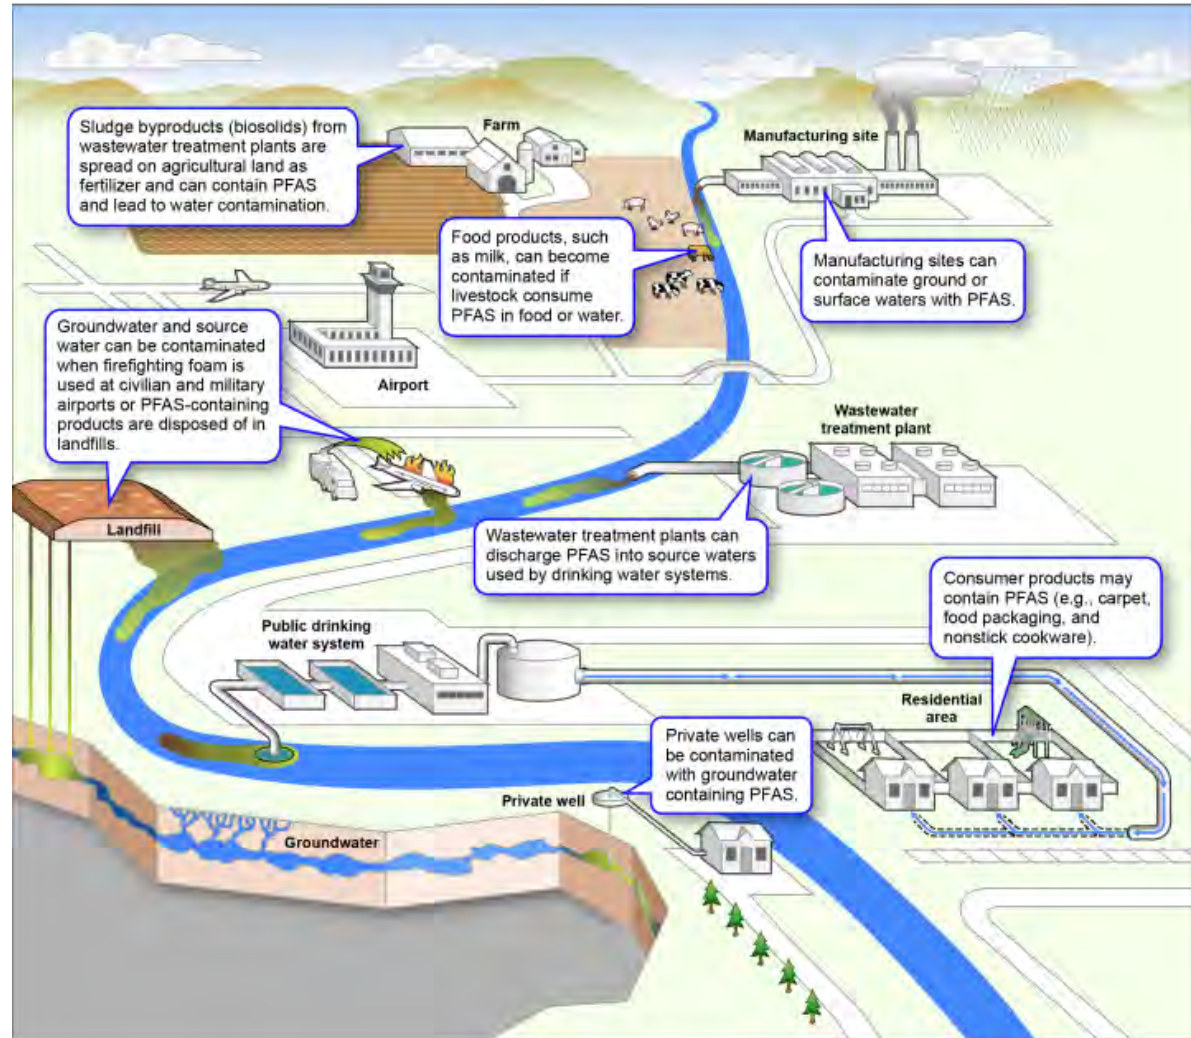 Sludge byproducts (biosolids) from
wastewater treatment plants are
spread on agricultural land as
fertilizer and can contain PFAS
and lead to water contamination.
Farm
Manufacturing site
Food products, such
as milk, can become
contaminated if
livestock consume
PFAS in food or water.
Manufacturing sites can
contaminate ground or
surface waters with PFAS.
Groundwater and source
water can be contaminated
when firefighting foam is
used at civilian and military
airports or PFAS-containing
products are disposed of in
landfills.
Airport
Wastewater
treatment plant
Landfill
Wastewater treatment plants can
discharge PFAS into source waters
used by drinking water systems.
Consumer products may
contain PFAS (e.g., carpet,
food packaging, and
nonstick cookware).
Public drinking
water system
Residential
area
Private wells can
be contaminated
with groundwater
containing PFAS.
Private well
Groundwater